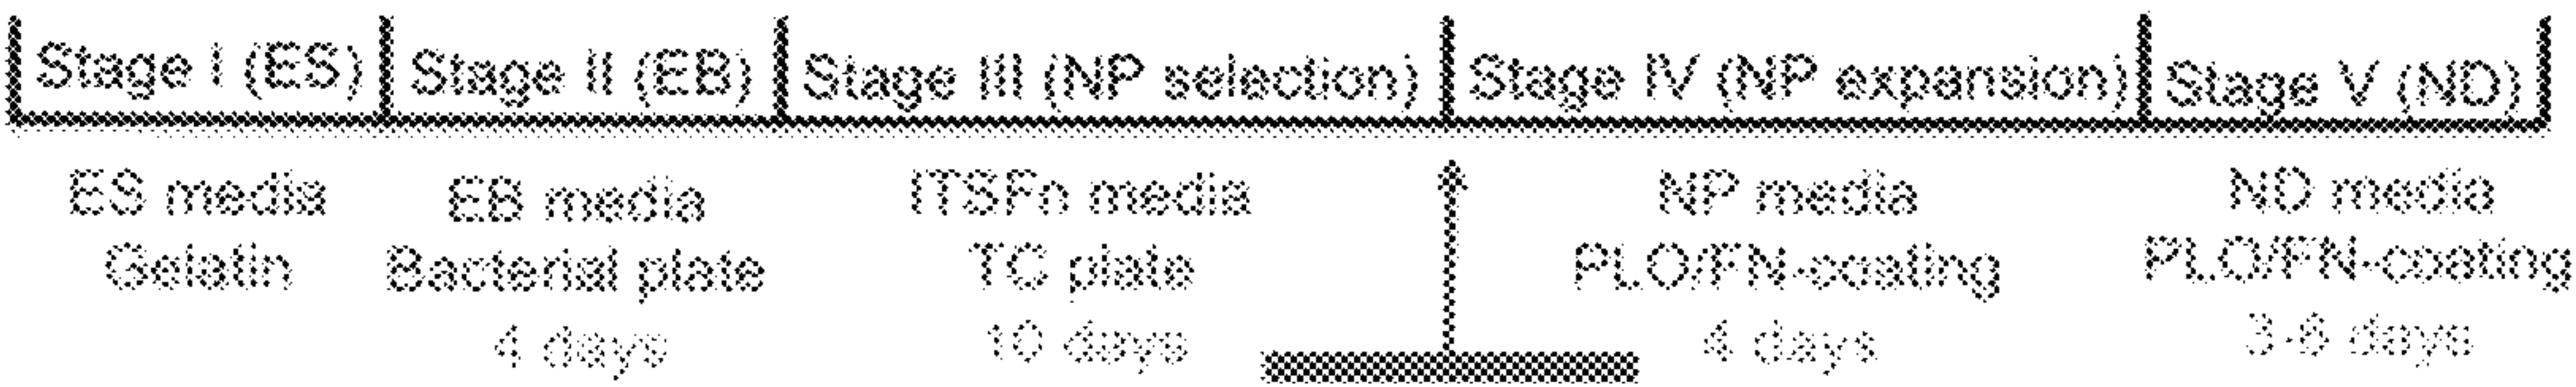 Stage I (ES) Stage II (EB) Stage III (NP selection) Stage IV (NP expansion) Stage V (ND)
ES media EB media ITSFn media NP media ND media
Gelatin Bacterial plate TC plate PLO/FN-coating PLO/FN-coating
4 days 10 days 4 days days